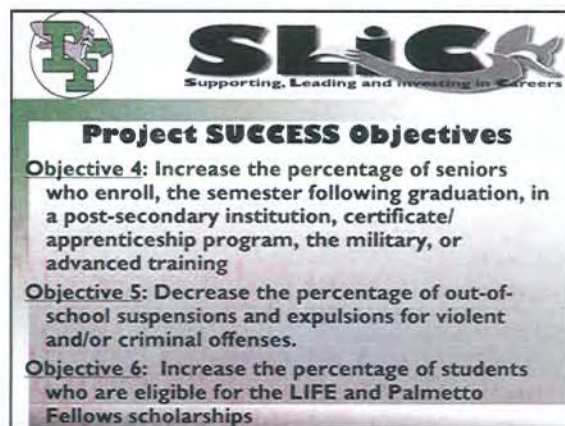 SLiC
Supporting, Leading and Investing in Careers
Project SUCCESS Objectives
Objective 4: Increase the percentage of seniors
who enroll, the semester following graduation, in
a post-secondary institution, certificate/
apprenticeship program, the military, or
advanced training
Objective 5: Decrease the percentage of out-of-
school suspensions and expulsions for violent
and/or criminal offenses.
Objective 6: Increase the percentage of students
who are eligible for the LIFE and Palmetto
Fellows scholarships